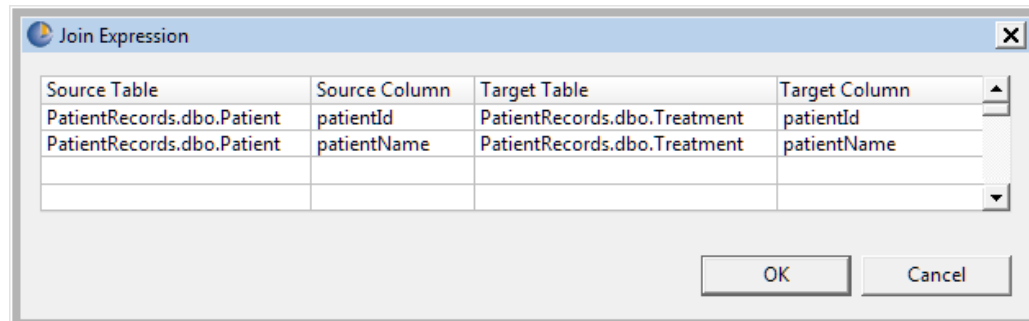 Join Expression
Source Table Source Column Target Table Target Column
PatientRecords.dbo.Patient patientId PatientRecords.dbo.Treatment patientId
PatientRecords.dbo.Patient patientName PatientRecords.dbo.Treatment patientName
OK Cancel